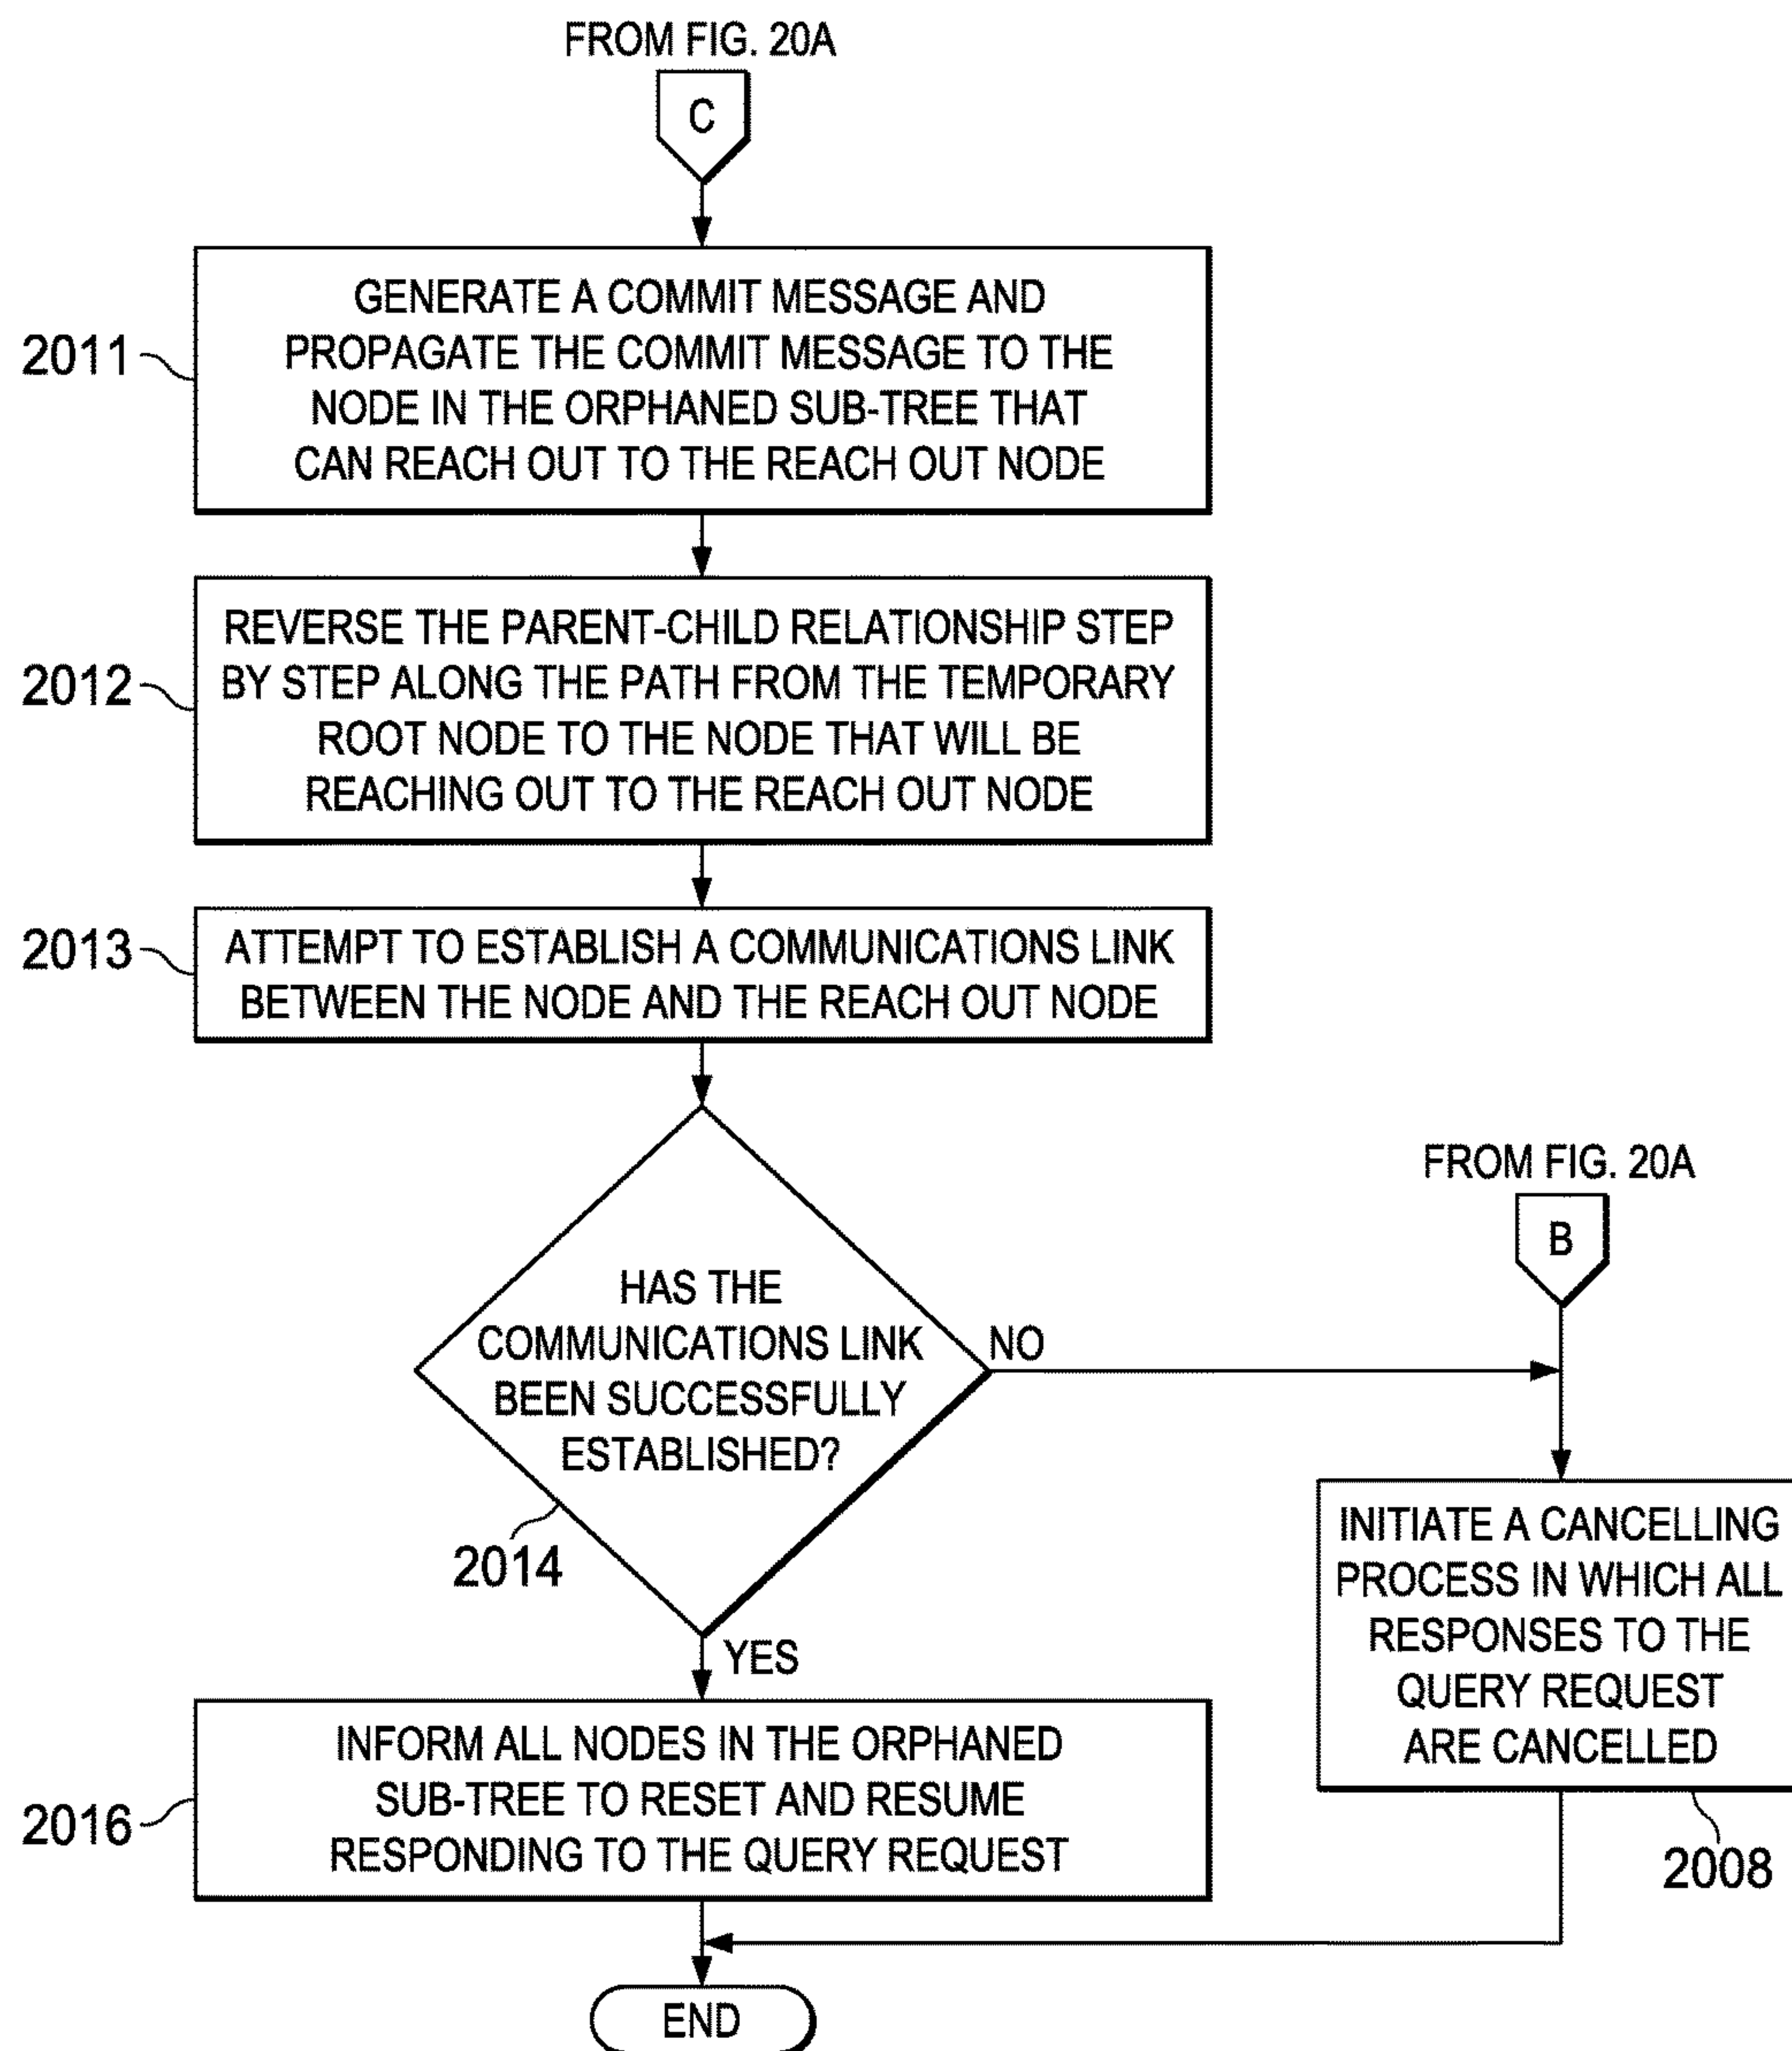 FROM FIG. 20A
C
2011
GENERATE A COMMIT MESSAGE AND
PROPAGATE THE COMMIT MESSAGE TO THE
NODE IN THE ORPHANED SUB-TREE THAT
CAN REACH OUT TO THE REACH OUT NODE
2012
REVERSE THE PARENT-CHILD RELATIONSHIP STEP
BY STEP ALONG THE PATH FROM THE TEMPORARY
ROOT NODE TO THE NODE THAT WILL BE
REACHING OUT TO THE REACH OUT NODE
2013
ATTEMPT TO ESTABLISH A COMMUNICATIONS LINK
BETWEEN THE NODE AND THE REACH OUT NODE
HAS THE
COMMUNICATIONS LINK
BEEN SUCCESSFULLY
ESTABLISHED?
2014
NO
YES
FROM FIG. 20A
B
INITIATE A CANCELLING
PROCESS IN WHICH ALL
RESPONSES TO THE
QUERY REQUEST
ARE CANCELLED
2008
2016
INFORM ALL NODES IN THE ORPHANED
SUB-TREE TO RESET AND RESUME
RESPONDING TO THE QUERY REQUEST
END